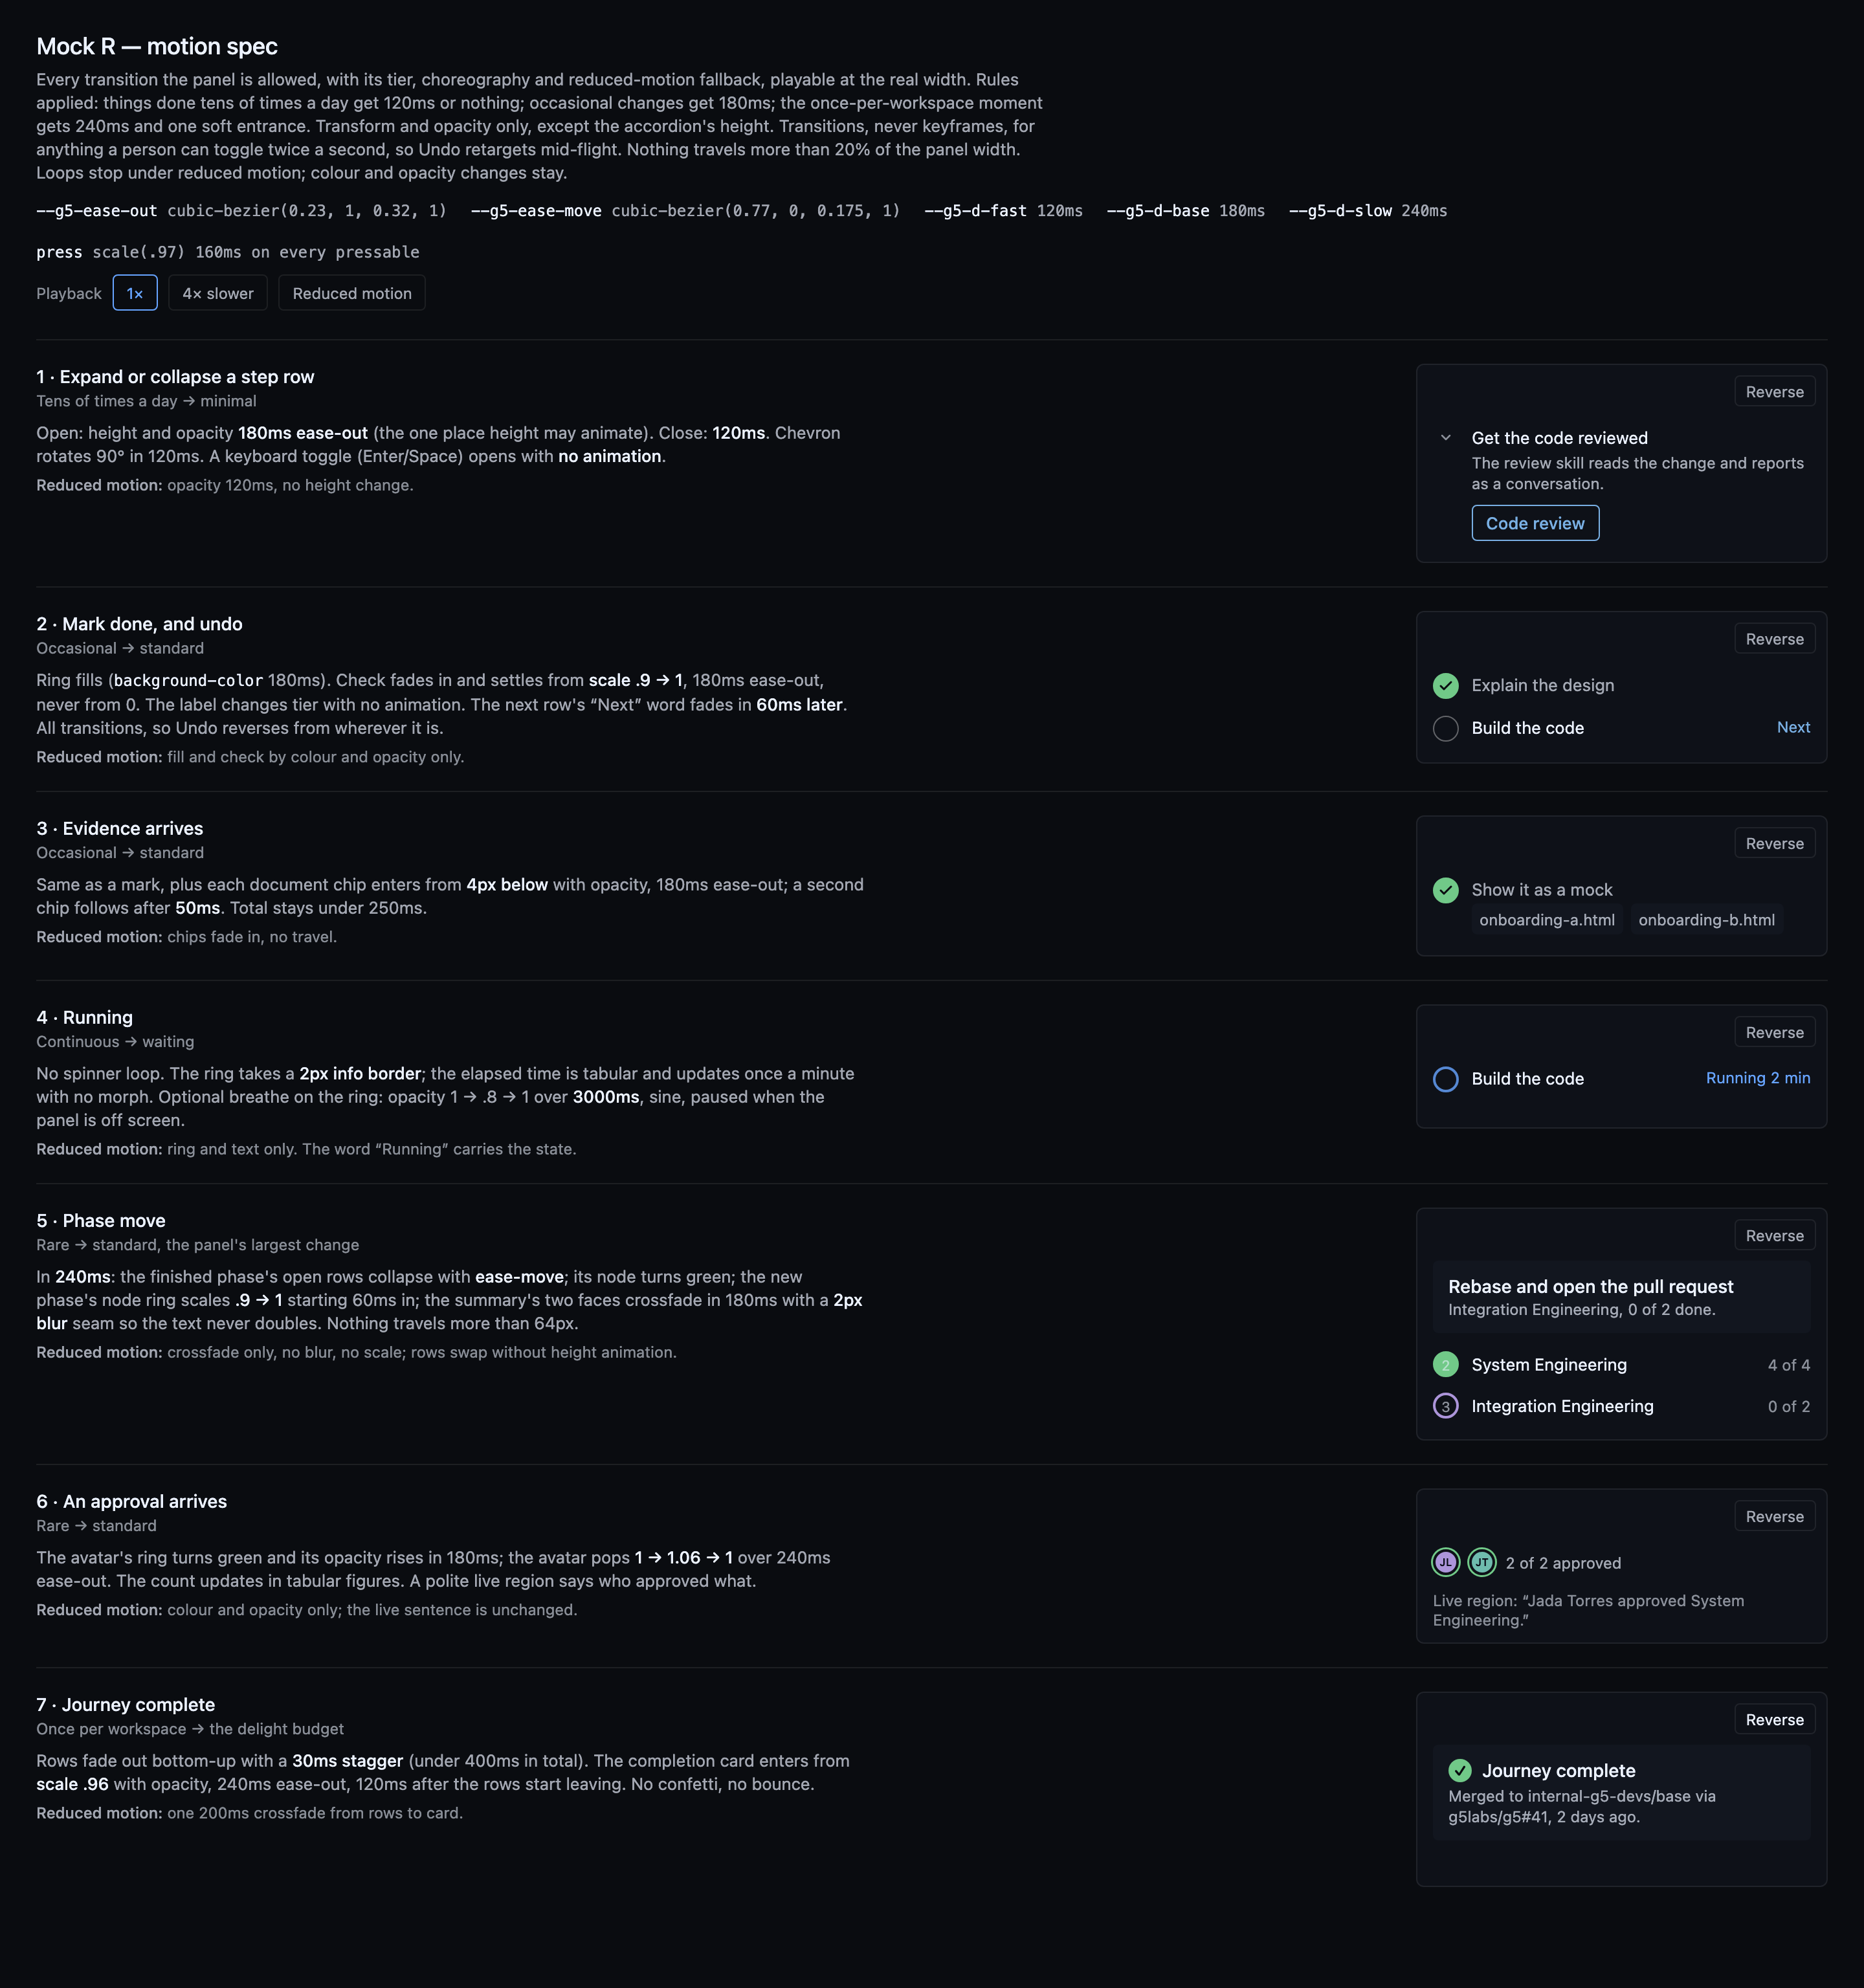 Mock R — motion spec
Every transition the panel is allowed, with its tier, choreography and reduced-motion fallback, playable at the real width. Rules
applied: things done tens of times a day get 120ms or nothing; occasional changes get 180ms; the once-per-workspace moment
gets 240ms and one soft entrance. Transform and opacity only, except the accordion's height. Transitions, never keyframes, for
anything a person can toggle twice a second, so Undo retargets mid-flight. Nothing travels more than 20% of the panel width.
Loops stop under reduced motion; colour and opacity changes stay.
--g5-ease-out cubic-bezier(0.23, 1, 0.32, 1) --g5-ease-move cubic-bezier(0.77, 0, 0.175, 1) --g5-d-fast 120ms --g5-d-base 180ms --g5-d-slow 240ms
press scale(.97) 160ms on every pressable
Playback 1× 4× slower Reduced motion
1 · Expand or collapse a step row
Tens of times a day → minimal
Open: height and opacity 180ms ease-out (the one place height may animate). Close: 120ms. Chevron
rotates 90° in 120ms. A keyboard toggle (Enter/Space) opens with no animation.
Reduced motion: opacity 120ms, no height change.
Reverse
Get the code reviewed
The review skill reads the change and reports
as a conversation.
Code review
2 · Mark done, and undo
Occasional → standard
Ring fills (background-color 180ms). Check fades in and settles from scale .9 → 1, 180ms ease-out,
never from 0. The label changes tier with no animation. The next row's “Next” word fades in 60ms later.
All transitions, so Undo reverses from wherever it is.
Reduced motion: fill and check by colour and opacity only.
Reverse
Explain the design
Build the code Next
3 · Evidence arrives
Occasional → standard
Same as a mark, plus each document chip enters from 4px below with opacity, 180ms ease-out; a second
chip follows after 50ms. Total stays under 250ms.
Reduced motion: chips fade in, no travel.
Reverse
Show it as a mock
onboarding-a.html onboarding-b.html
4 · Running
Continuous → waiting
No spinner loop. The ring takes a 2px info border; the elapsed time is tabular and updates once a minute
with no morph. Optional breathe on the ring: opacity 1 → .8 → 1 over 3000ms, sine, paused when the
panel is off screen.
Reduced motion: ring and text only. The word “Running” carries the state.
Reverse
Build the code Running 2 min
5 · Phase move
Rare → standard, the panel's largest change
In 240ms: the finished phase's open rows collapse with ease-move; its node turns green; the new
phase's node ring scales .9 → 1 starting 60ms in; the summary's two faces crossfade in 180ms with a 2px
blur seam so the text never doubles. Nothing travels more than 64px.
Reduced motion: crossfade only, no blur, no scale; rows swap without height animation.
Reverse
Rebase and open the pull request
Integration Engineering, 0 of 2 done.
2 System Engineering 4 of 4
3 Integration Engineering 0 of 2
6 · An approval arrives
Rare → standard
The avatar's ring turns green and its opacity rises in 180ms; the avatar pops 1 → 1.06 → 1 over 240ms
ease-out. The count updates in tabular figures. A polite live region says who approved what.
Reduced motion: colour and opacity only; the live sentence is unchanged.
Reverse
JL JT 2 of 2 approved
Live region: “Jada Torres approved System
Engineering.”
7 · Journey complete
Once per workspace → the delight budget
Rows fade out bottom-up with a 30ms stagger (under 400ms in total). The completion card enters from
scale .96 with opacity, 240ms ease-out, 120ms after the rows start leaving. No confetti, no bounce.
Reduced motion: one 200ms crossfade from rows to card.
Reverse
Journey complete
Merged to internal-g5-devs/base via
g5labs/g5#41, 2 days ago.